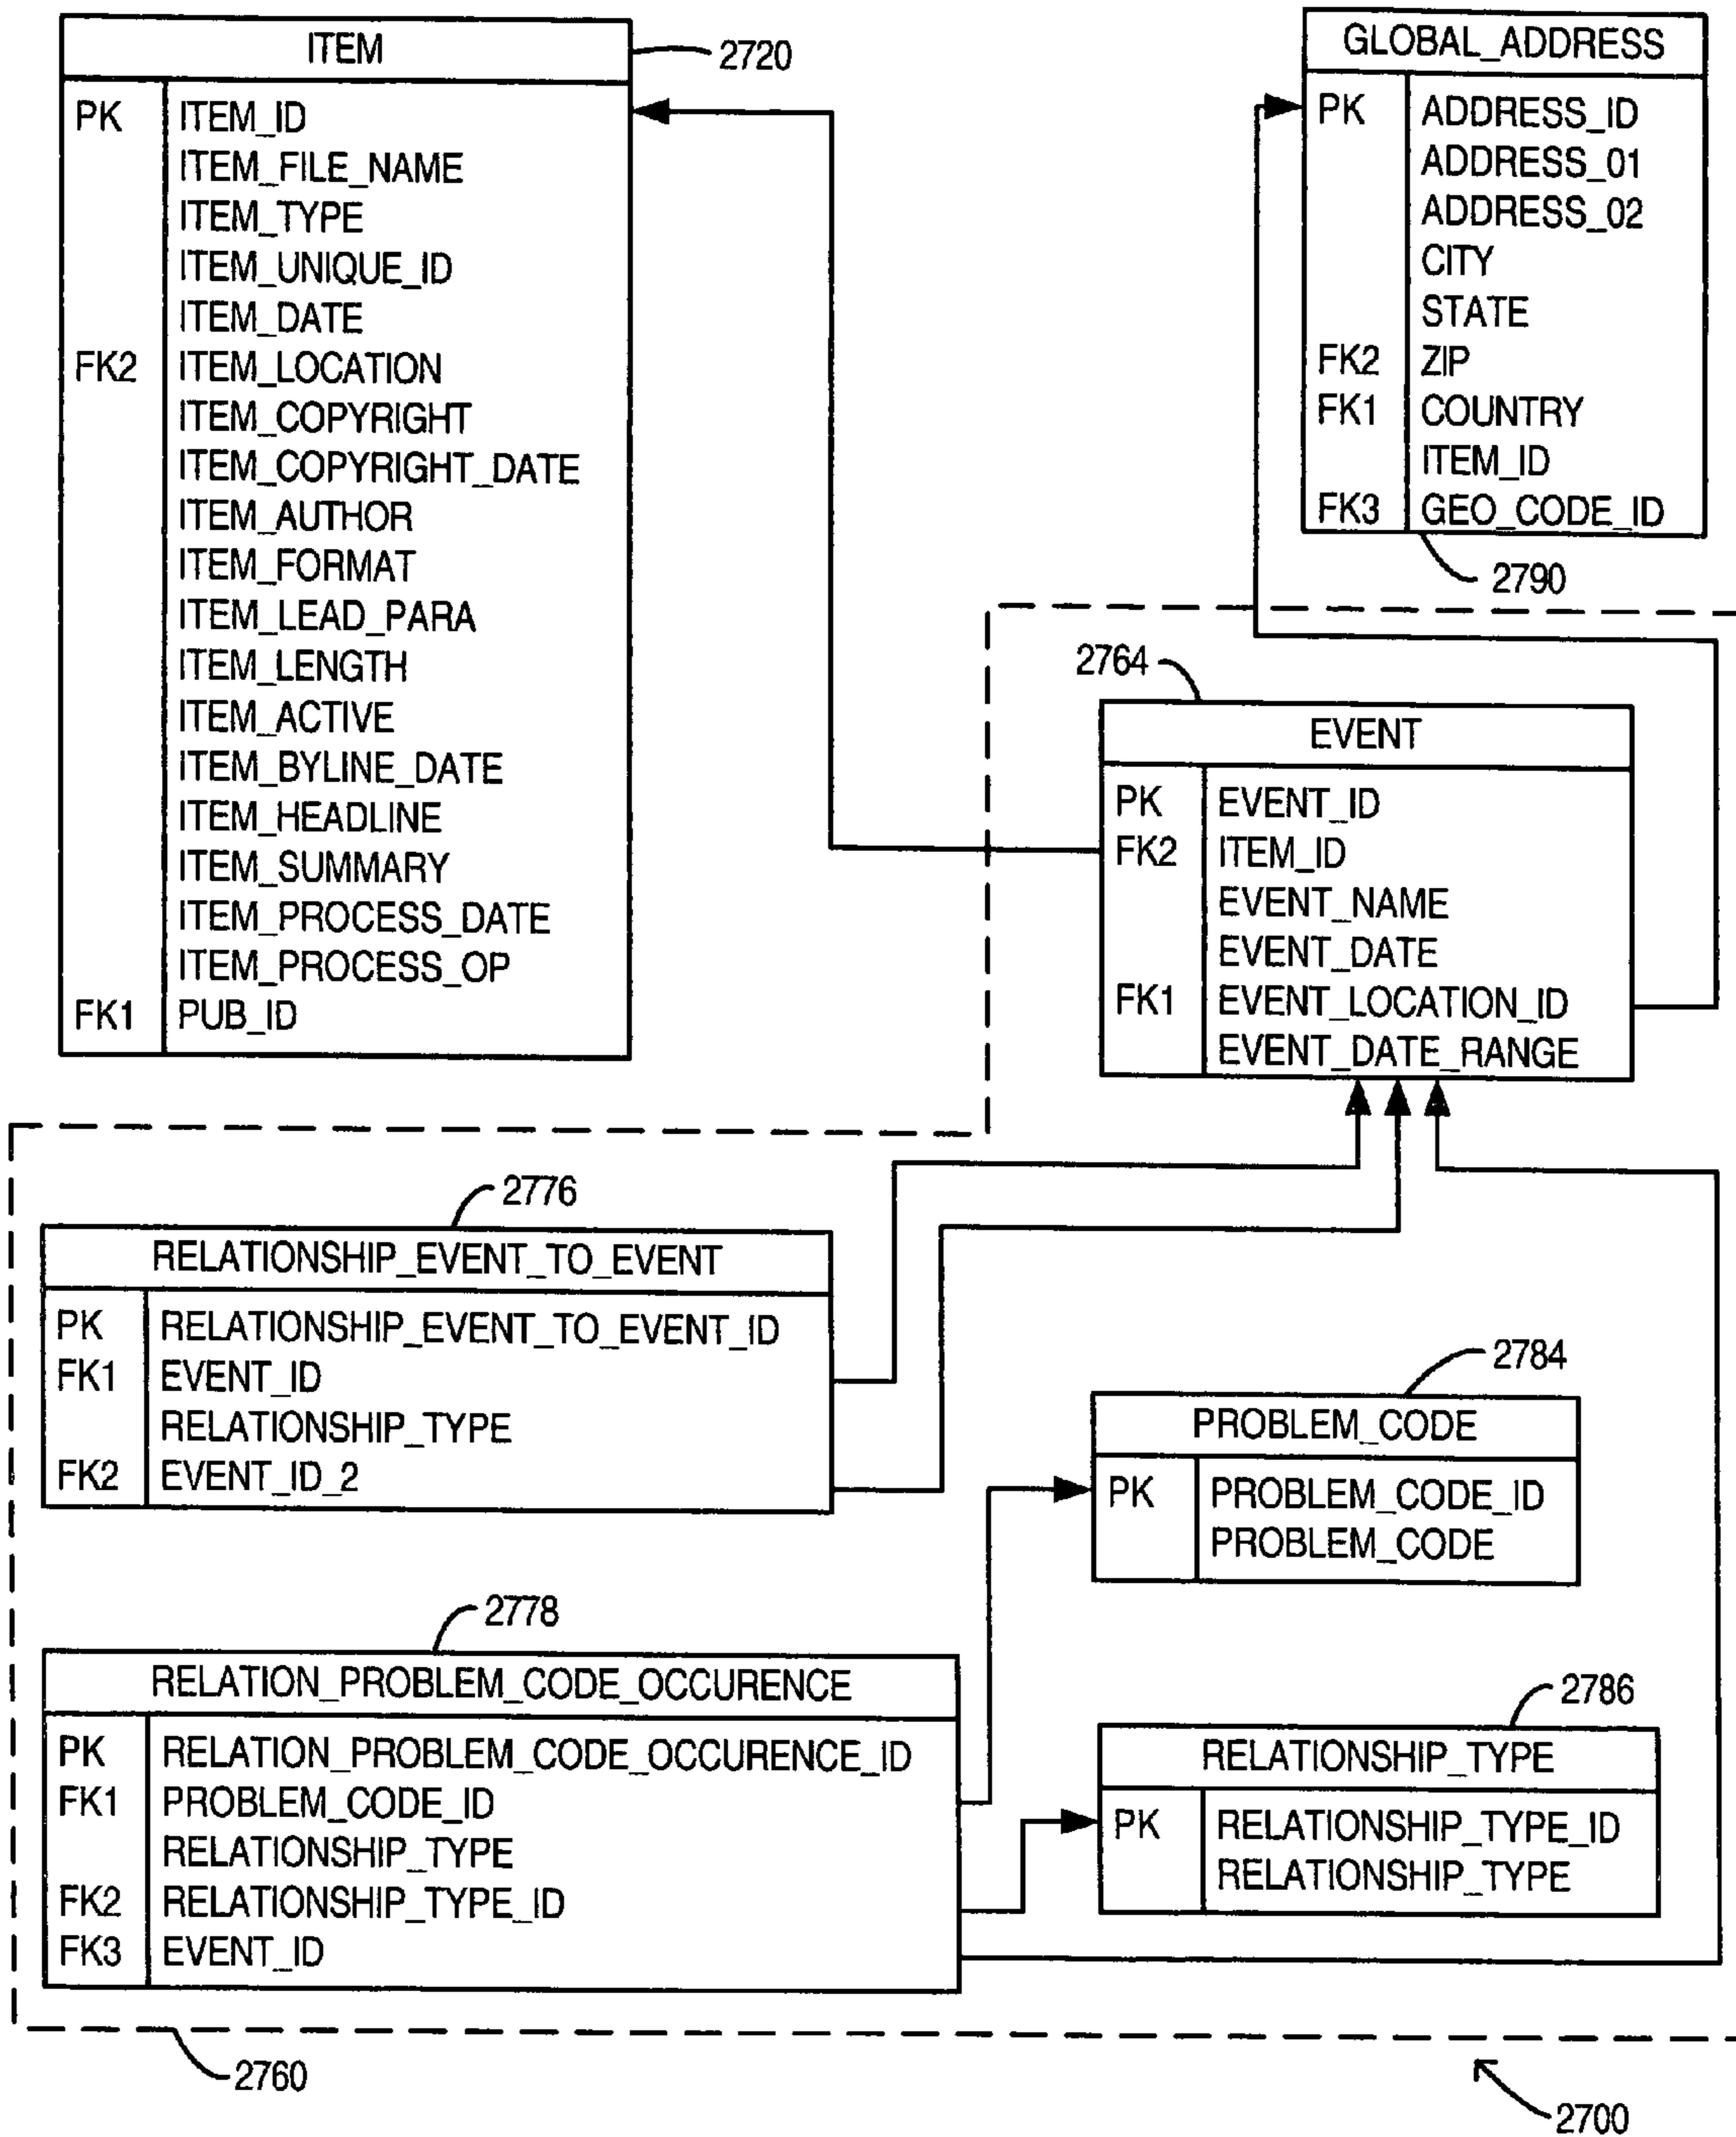 ITEM
2720
PK ITEM_ID
ITEM_FILE_NAME
ITEM_TYPE
ITEM_UNIQUE_ID
ITEM_DATE
FK2 ITEM_LOCATION
ITEM_COPYRIGHT
ITEM_COPYRIGHT_DATE
ITEM_AUTHOR
ITEM_FORMAT
ITEM_LEAD_PARA
ITEM_LENGTH
ITEM_ACTIVE
ITEM_BYLINE_DATE
ITEM_HEADLINE
ITEM_SUMMARY
ITEM_PROCESS_DATE
ITEM_PROCESS_OP
FK1 PUB_ID
GLOBAL_ADDRESS
PK ADDRESS_ID
ADDRESS_01
ADDRESS_02
CITY
STATE
FK2 ZIP
FK1 COUNTRY
ITEM_ID
FK3 GEO_CODE_ID
2790
2764
EVENT
PK EVENT_ID
FK2 ITEM_ID
EVENT_NAME
EVENT_DATE
FK1 EVENT_LOCATION_ID
EVENT_DATE_RANGE
2776
RELATIONSHIP_EVENT_TO_EVENT
PK RELATIONSHIP_EVENT_TO_EVENT_ID
FK1 EVENT_ID
RELATIONSHIP_TYPE
FK2 EVENT_ID_2
2784
PROBLEM_CODE
PK PROBLEM_CODE_ID
PROBLEM_CODE
2778
RELATION_PROBLEM_CODE_OCCURENCE
PK RELATION_PROBLEM_CODE_OCCURENCE_ID
FK1 PROBLEM_CODE_ID
RELATIONSHIP_TYPE
FK2 RELATIONSHIP_TYPE_ID
FK3 EVENT_ID
2786
RELATIONSHIP_TYPE
PK RELATIONSHIP_TYPE_ID
RELATIONSHIP_TYPE
2760
2700